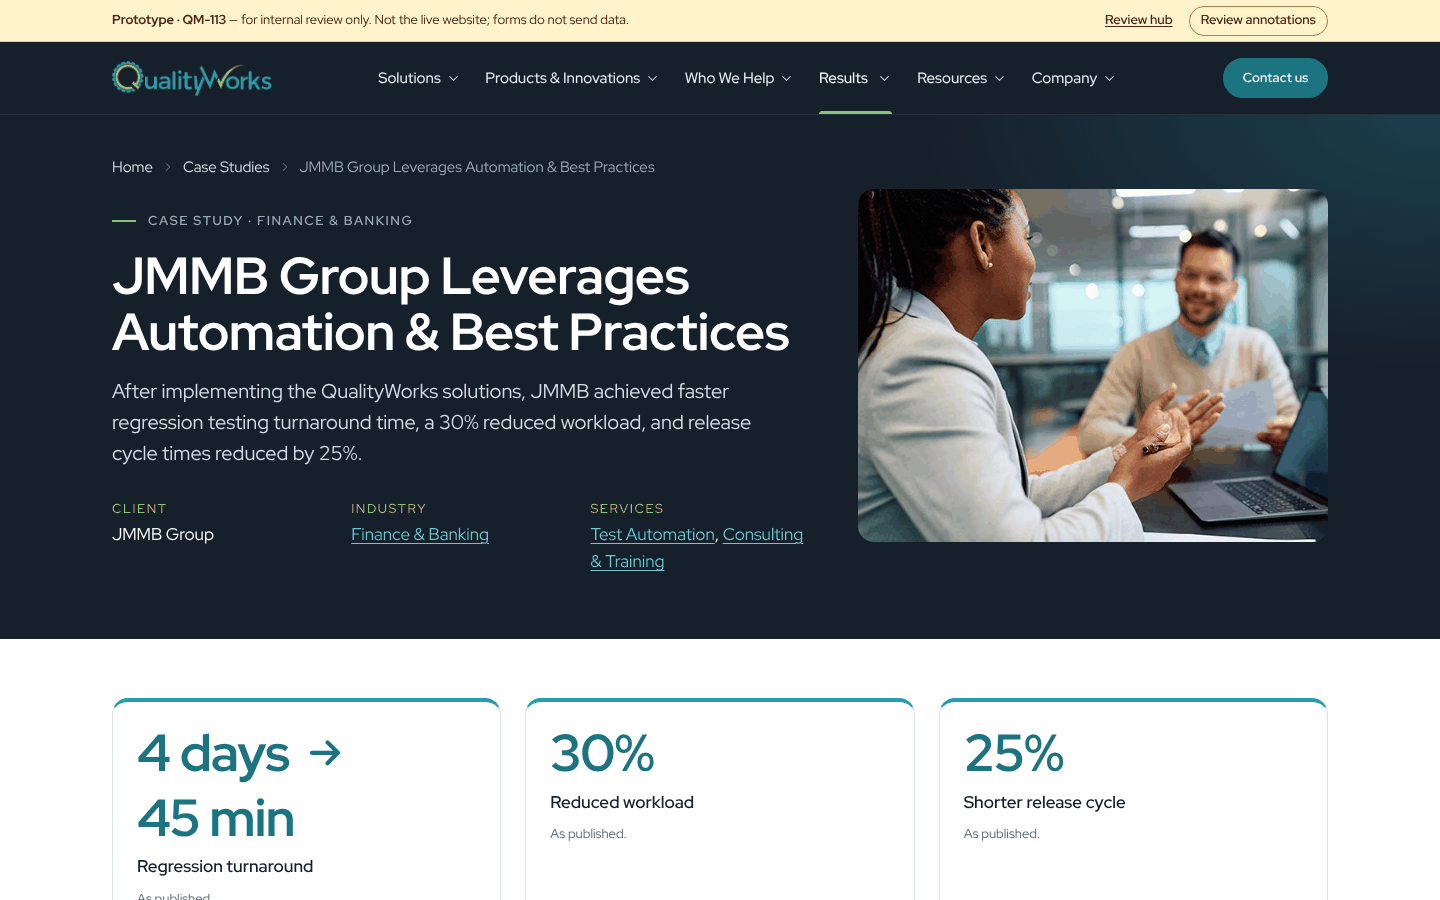 Prototype · QM-113 — for internal review only. Not the live website; forms do not send data.
Review hub
Review annotations
QualityWorks
Solutions
Products & Innovations
Who We Help
Results
Resources
Company
Contact us
Home
Case Studies
JMMB Group Leverages Automation & Best Practices
CASE STUDY · FINANCE & BANKING
JMMB Group Leverages
Automation & Best Practices
After implementing the QualityWorks solutions, JMMB achieved faster
regression testing turnaround time, a 30% reduced workload, and release
cycle times reduced by 25%.
CLIENT
JMMB Group
INDUSTRY
Finance & Banking
SERVICES
Test Automation, Consulting
& Training
4 days →
45 min
Regression turnaround
As published.
30%
Reduced workload
As published.
25%
Shorter release cycle
As published.